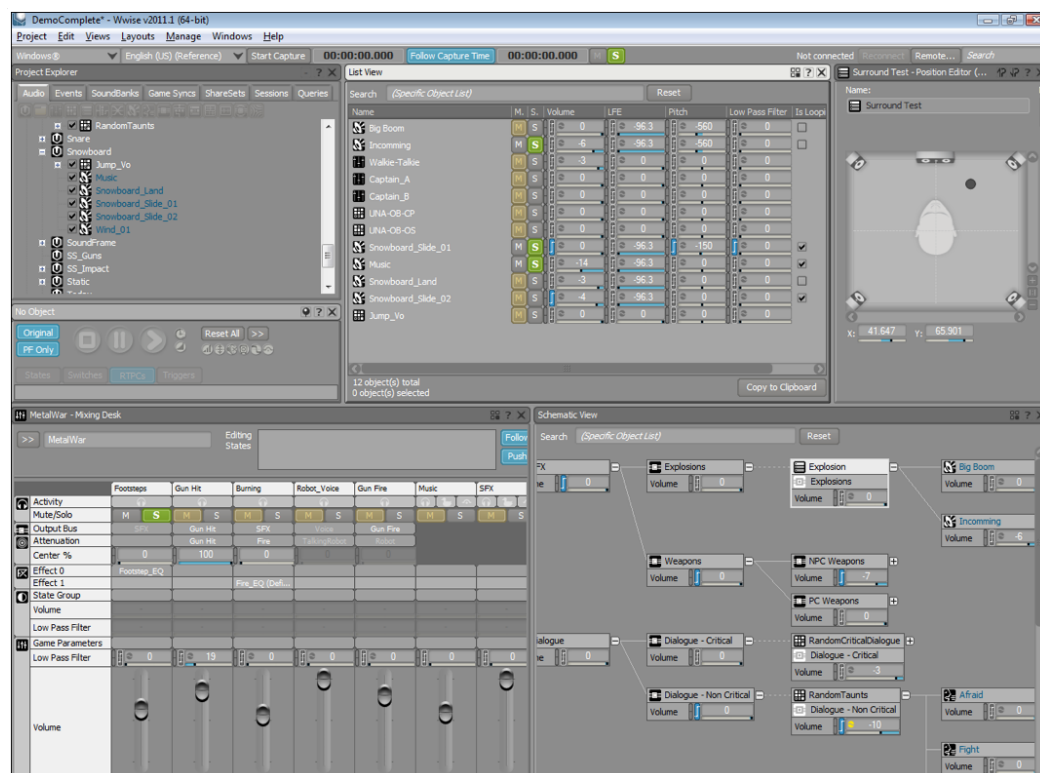 DemoComplete* - Wwise v2011.1 (64-bit)
Project Edit Views Layouts Manage Windows Help
Windows® English (US) (Reference) Start Capture 00:00:00.000 Follow Capture Time 00:00:00.000 M S Not connected Reconnect Remote... Search
Project Explorer
Audio Events SoundBanks Game Syncs ShareSets Sessions Queries
RandomTaunts
Snare
Snowboard
Jump_Vo
Music
Snowboard_Land
Snowboard_Slide_01
Snowboard_Slide_02
Wind_01
SoundFrame
SS_Guns
SS_Impact
Static
No Object
Original
PF Only
Reset All >>
States Switches RTPCs Triggers
List View
Search (Specific Object List) Reset
Name M. S. Volume LFE Pitch Low Pass Filter Is Loopi
Big Boom M S 0 -96.3 -560 0
Incomming M S -6 -96.3 -560 0
Walkie-Talkie M S -3 0 0 0
Captain_A M S 0 0 0 0
Captain_B M S 0 0 0 0
UNA-OB-CP M S 0 0 0 0
UNA-OB-OS M S 0 0 0 0
Snowboard_Slide_01 M S 0 -96.3 -150 0
Music M S -14 -96.3 0 0
Snowboard_Land M S -3 -96.3 0 0
Snowboard_Slide_02 M S -4 -96.3 0 0
Jump_Vo M S 0 0 0 0
12 object(s) total
0 object(s) selected
Copy to Clipboard
Surround Test - Position Editor (...
Name:
Surround Test
X: 41.647 Y: 65.901
MetalWar - Mixing Desk
>> MetalWar
Editing
States
Follow
Push
Footsteps Gun Hit Burning Robot_Voice Gun Fire Music SFX
Activity
Mute/Solo M S M S M S M S M S M S M S
Output Bus SFX Gun Hit SFX Voice Gun Fire
Attenuation Gun Hit Fire TalkingRobot Robot
Center % 0 100 0 0 0
Effect 0 Footstep_EQ
Effect 1 Fire_EQ (Defi...
State Group
Volume
Low Pass Filter
Game Parameters
Low Pass Filter 0 19 0 0 0 0 0
Volume
Schematic View
Search (Specific Object List) Reset
FX
0
Explosions
Volume 0
Explosion
Explosions
Volume 0
Big Boom
Volume 0
Incomming
Volume -6
Weapons
Volume 0
NPC Weapons
Volume -7
PC Weapons
Volume 0
ialogue
0
Dialogue - Critical
Volume 0
RandomCriticalDialogue
Dialogue - Critical
Volume -3
Dialogue - Non Critical
Volume 0
RandomTaunts
Dialogue - Non Critical
Volume -10
Afraid
Volume 0
Fight
Volume 0